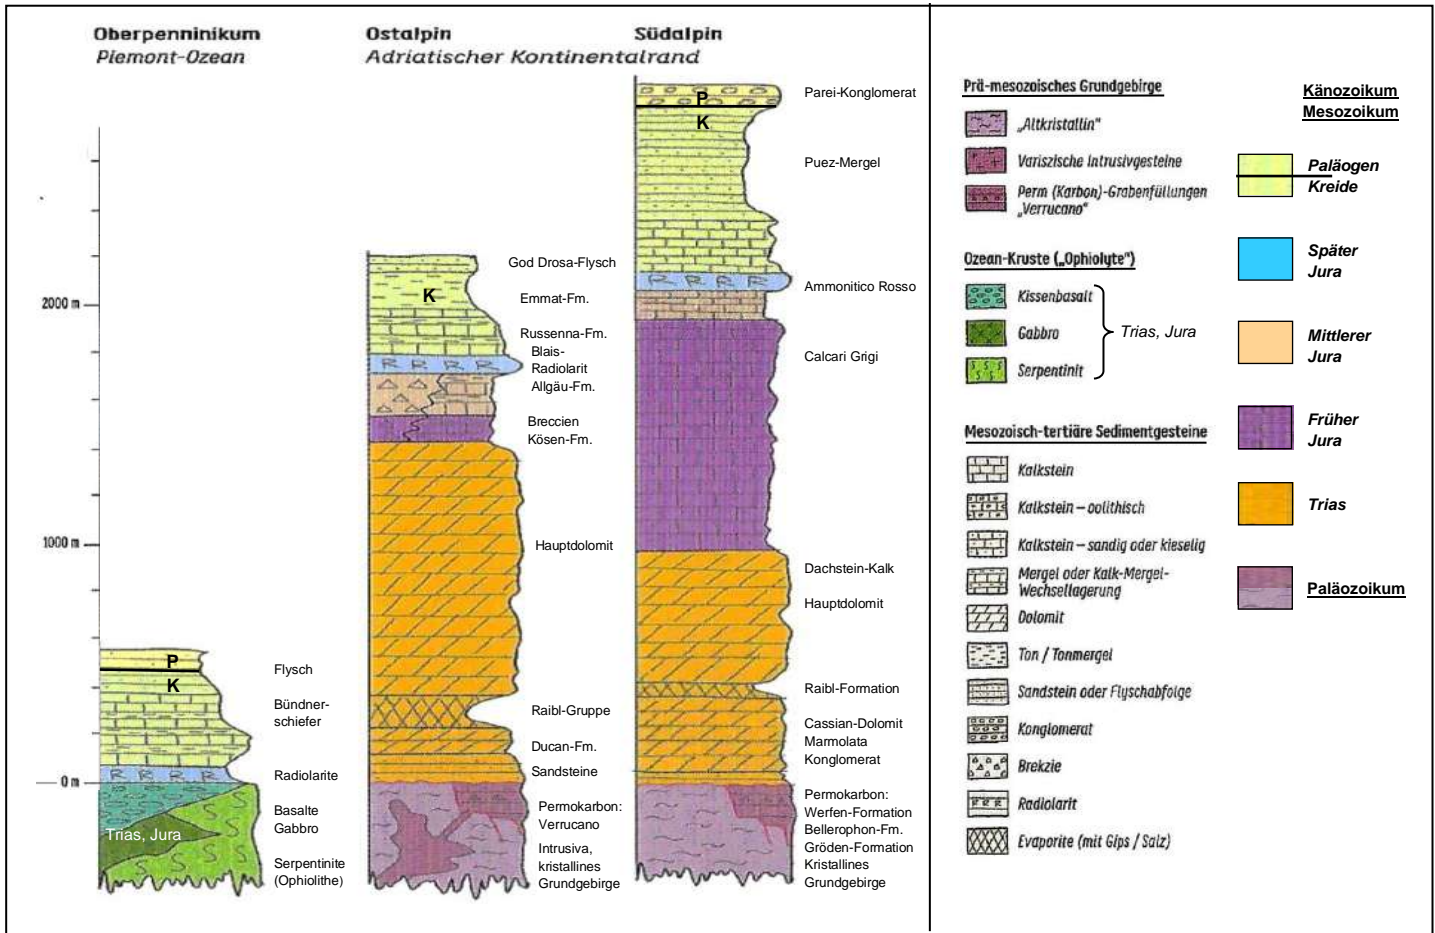 Oberpenninikum
Piemont-Ozean
Ostalpin
Südalpin
Adriatischer Kontinentalrand
2000 m
1000 m
0 m
P
K
Trias, Jura
Flysch
Bündner-
schiefer
Radiolarite
Basalte
Gabbro
Serpentinite
(Ophiolithe)
K
God Drosa-Flysch
Emmat-Fm.
Russenna-Fm.
Blais-
Radiolarit
Allgäu-Fm.
Breccien
Kösen-Fm.
Hauptdolomit
Raibl-Gruppe
Ducan-Fm.
Sandsteine
Permokarbon:
Verrucano
Intrusiva,
kristallines
Grundgebirge
P
K
Parei-Konglomerat
Puez-Mergel
Ammonitico Rosso
Calcari Grigi
Dachstein-Kalk
Hauptdolomit
Raibl-Formation
Cassian-Dolomit
Marmolata
Konglomerat
Permokarbon:
Werfen-Formation
Bellerophon-Fm.
Gröden-Formation
Kristallines
Grundgebirge
Prä-mesozoisches Grundgebirge
„Altkristallin"
Variszische Intrusivgesteine
Perm (Karbon)-Grabenfüllungen
„Verrucano"
Ozean-Kruste („Ophiolyte")
Kissenbasalt
Gabbro
Serpentinit
Trias, Jura
Mesozoisch-tertiäre Sedimentgesteine
Kalkstein
Kalkstein – oolithisch
Kalkstein – sandig oder kieselig
Mergel oder Kalk-Mergel-
Wechsellagerung
Dolomit
Ton / Tonmergel
Sandstein oder Flyschabfolge
Konglomerat
Brekzie
Radiolarit
Evaporite (mit Gips / Salz)
Känozoikum
Mesozoikum
Paläogen
Kreide
Später
Jura
Mittlerer
Jura
Früher
Jura
Trias
Paläozoikum